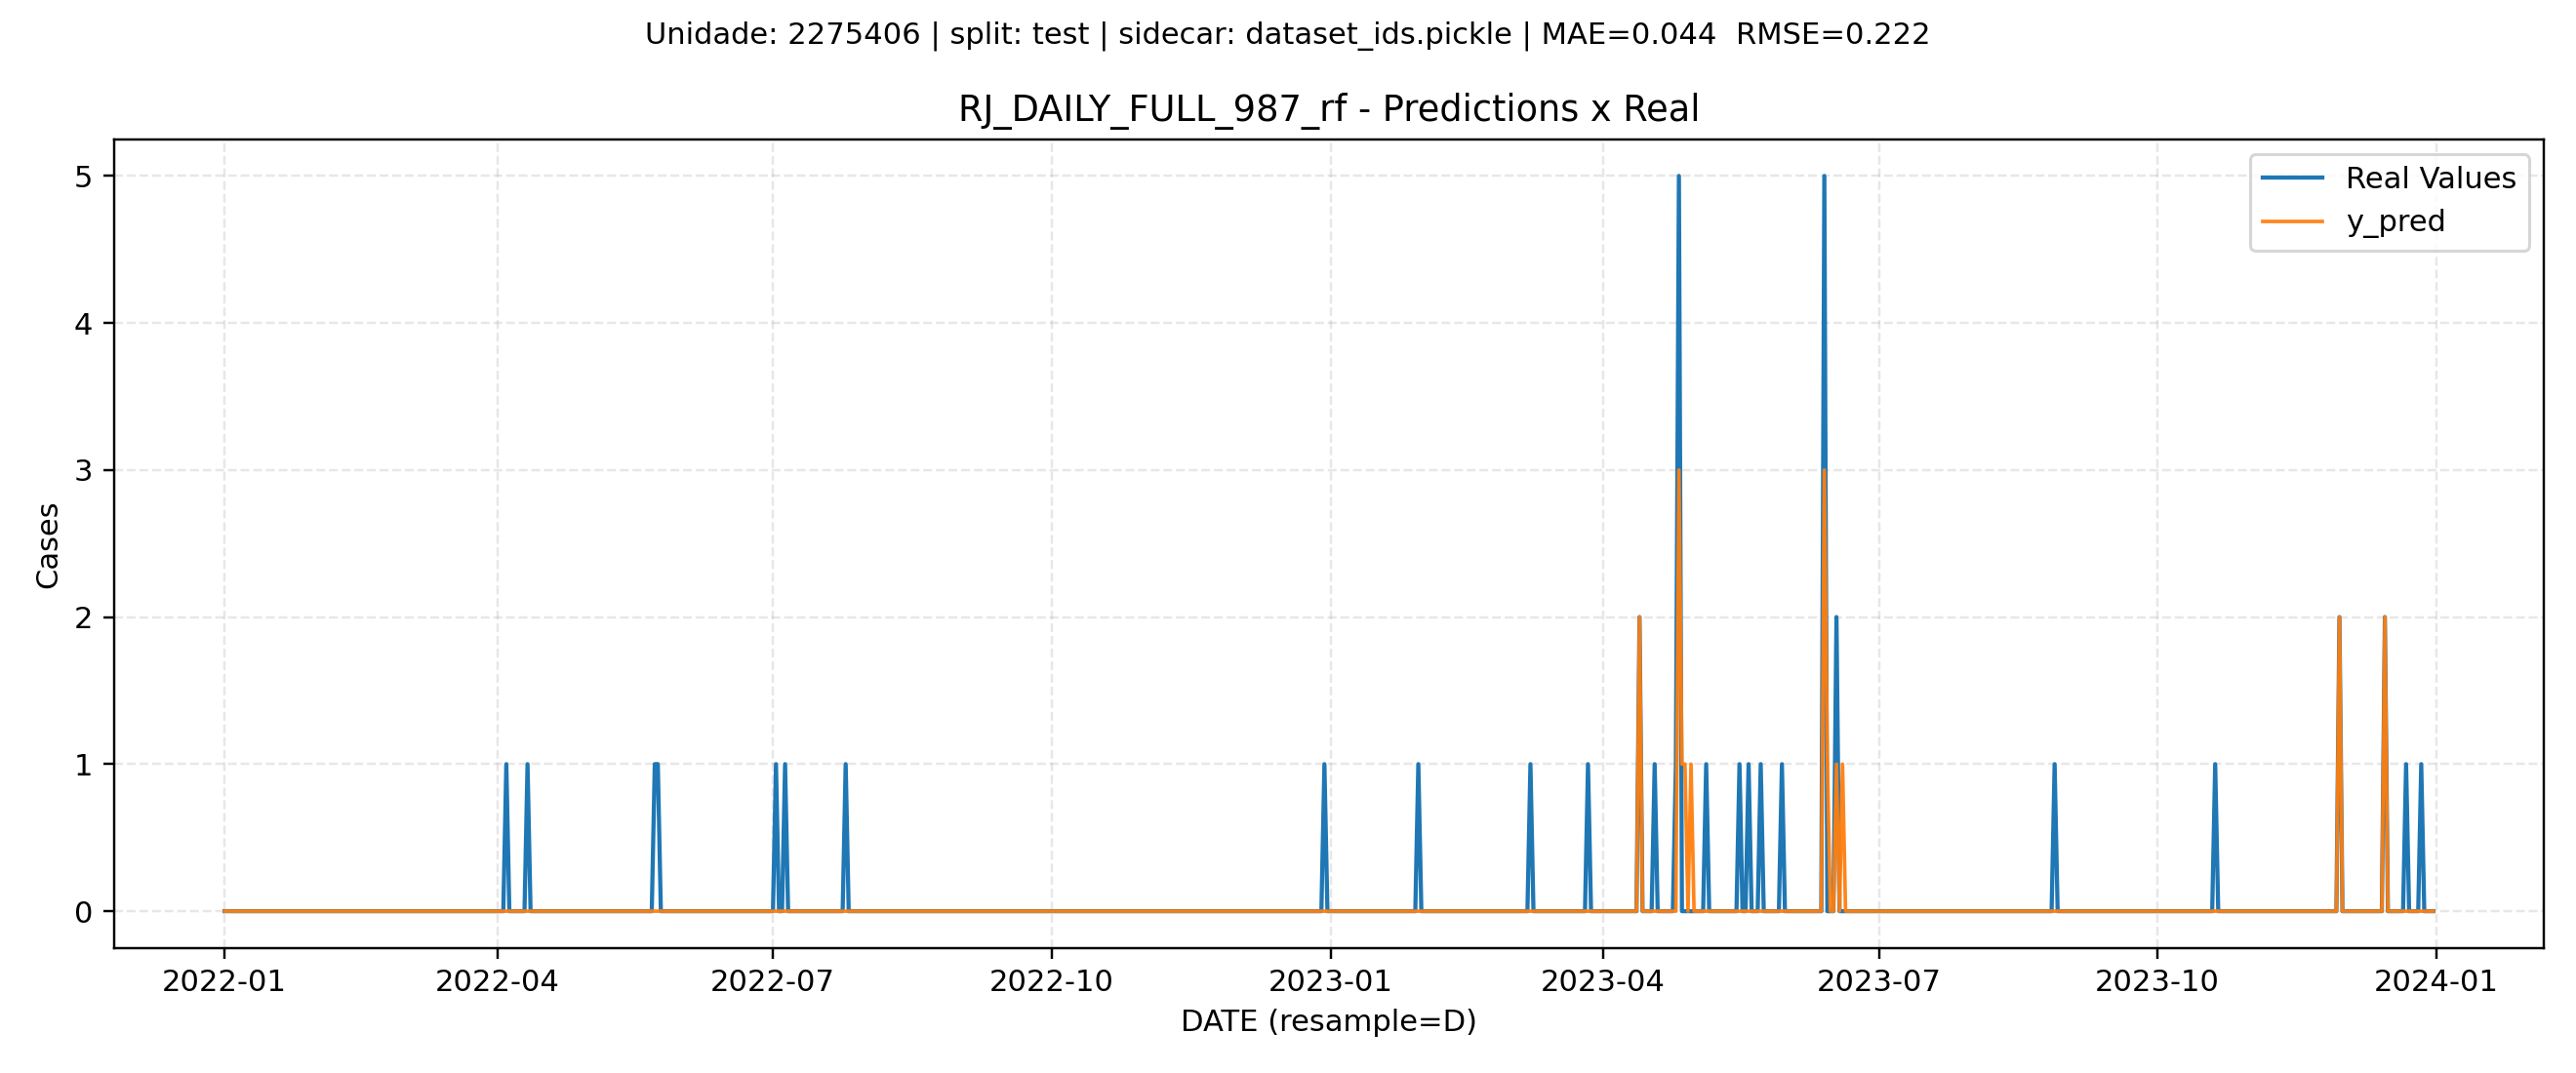 Unidade: 2275406 | split: test | sidecar: dataset_ids.pickle | MAE=0.044  RMSE=0.222
RJ_DAILY_FULL_987_rf - Predictions x Real
Real Values
y_pred
5
4
3
2
1
0
Cases
2022-01
2022-04
2022-07
2022-10
2023-01
2023-04
2023-07
2023-10
2024-01
DATE (resample=D)